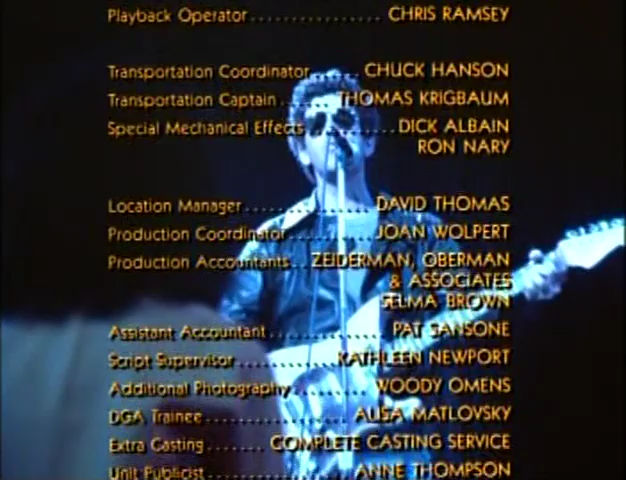 Playback Operator................ CHRIS RAMSEY
Transportation Coordinator...... CHUCK HANSON
Transportation Captain....... THOMAS KRIGBAUM
Special Mechanical Effects........... DICK ALBAIN
RON NARY
Location Manager................ DAVID THOMAS
Production Coordinator........... JOAN WOLPERT
Production Accountants.. ZEIDERMAN, OBERMAN
& ASSOCIATES
SELMA BROWN
Assistant Accountant............... PAT SANSONE
Script Supervisor............. KATHLEEN NEWPORT
Additional Photography........... WOODY OMENS
DGA Trainee.................. ALISA MATLOVSKY
Extra Casting....... COMPLETE CASTING SERVICE
Unit Publicist.................. ANNE THOMPSON